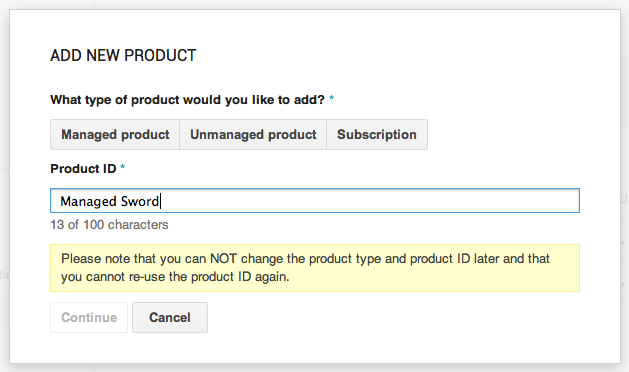 ADD NEW PRODUCT
What type of product would you like to add? *
Managed product Unmanaged product Subscription
Product ID *
Managed Sword
13 of 100 characters
Please note that you can NOT change the product type and product ID later and that
you cannot re-use the product ID again.
Continue Cancel